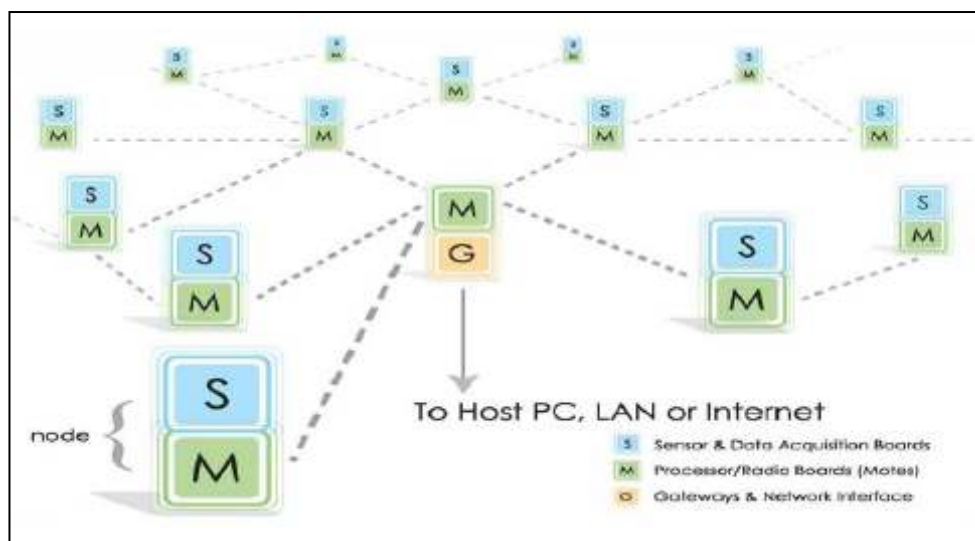 S
M
S
M
S
M
S
M
S
M
S
M
S
M
S
M
S
M
S
M
S
M
S
M
M
G
S
M
S
M
S
M
node
To Host PC, LAN or Internet
S Sensor & Data Acquisition Boards
M Processor/Radio Boards (Motes)
G Gateways & Network Interface